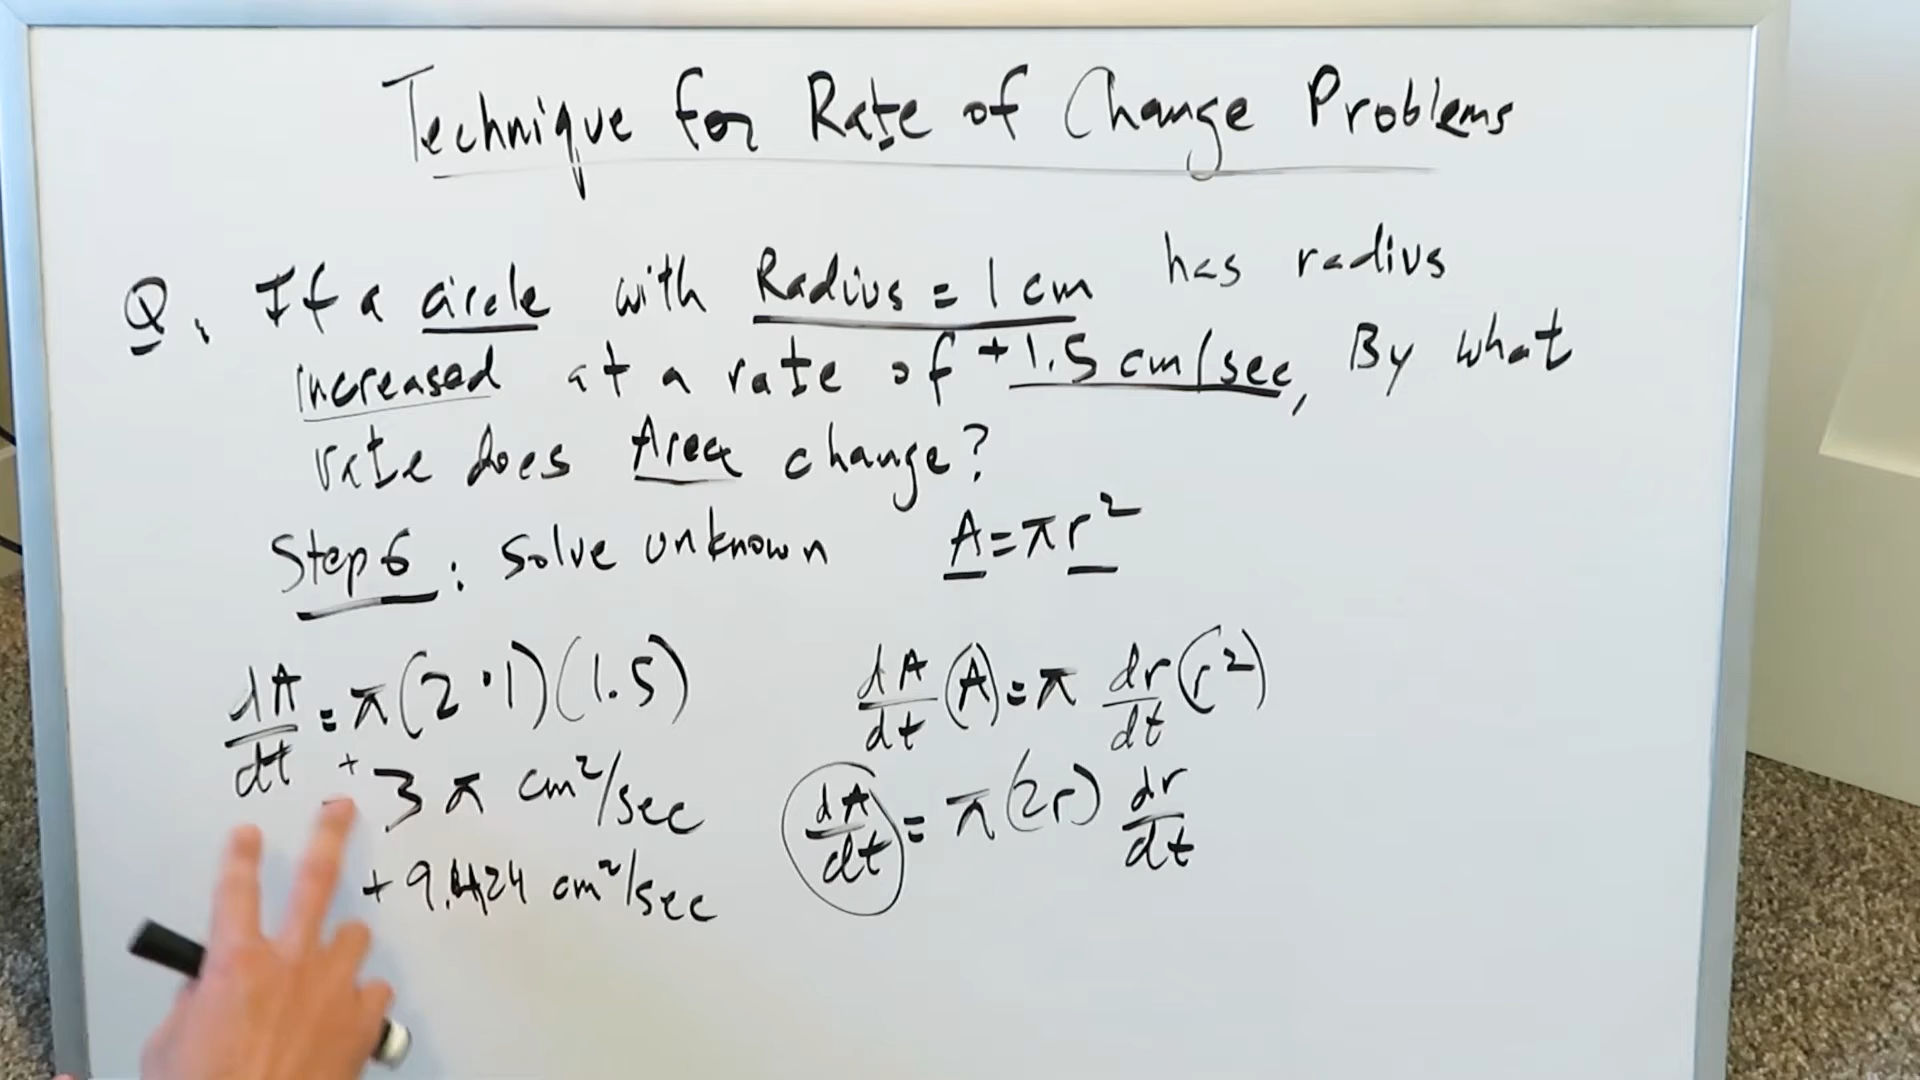 Technique for Rate of Change Problems
Q. If a circle with Radius = 1 cm has radius
increased at a rate of +1.5 cm/sec, By what
rate does Area change?
Step 6: solve unknown A = πr²
dA/dt = π(2·1)(1.5) dA/dt (A) = π dr/dt (r²)
+3π cm²/sec dA/dt = π(2r) dr/dt
+9.424 cm²/sec